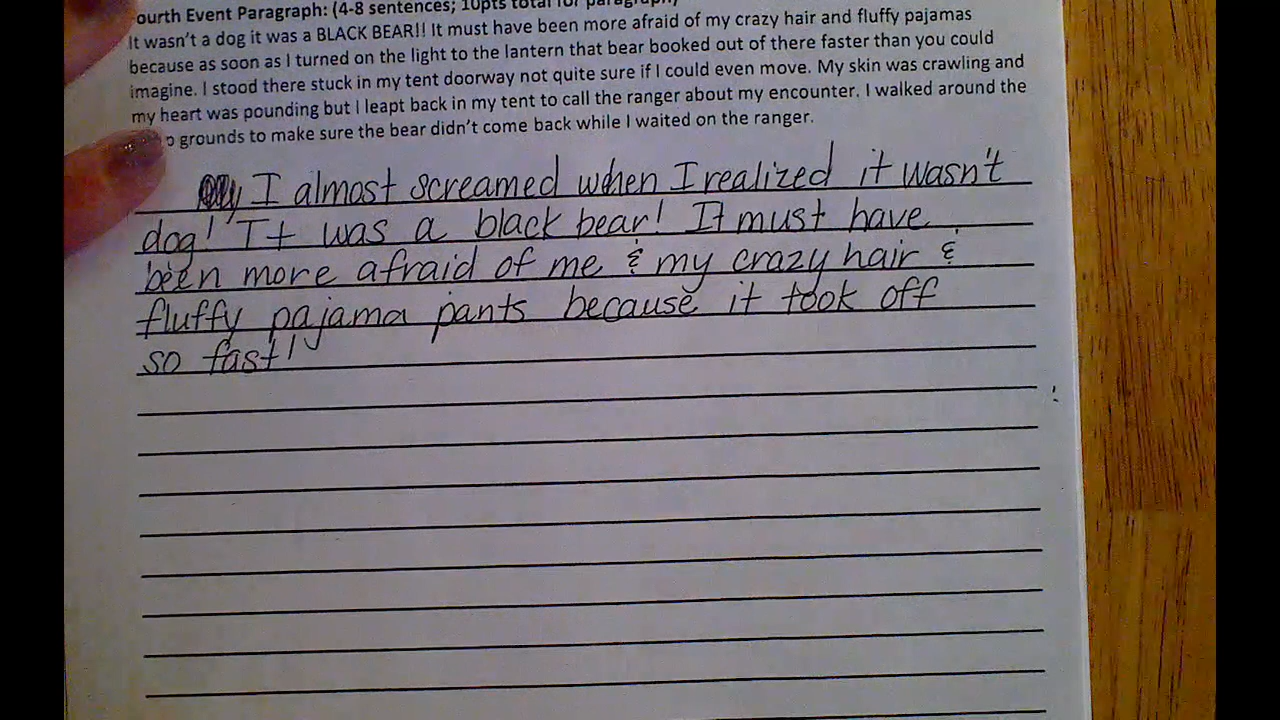 ourth Event Paragraph: (4-8 sentences; 10pts total for paragraph)
It wasn't a dog it was a BLACK BEAR!! It must have been more afraid of my crazy hair and fluffy pajamas
because as soon as I turned on the light to the lantern that bear booked out of there faster than you could
imagine. I stood there stuck in my tent doorway not quite sure if I could even move. My skin was crawling and
my heart was pounding but I leapt back in my tent to call the ranger about my encounter. I walked around the
p grounds to make sure the bear didn't come back while I waited on the ranger.
I almost screamed when I realized it wasn't
dog! It was a black bear! It must have
been more afraid of me & my crazy hair &
fluffy pajama pants because it took off
so fast!